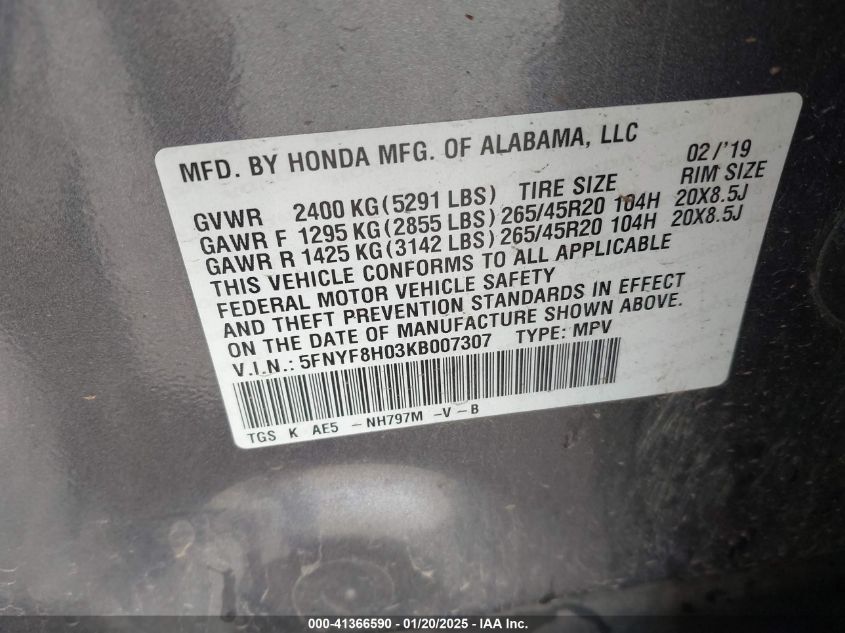 MFD. BY HONDA MFG. OF ALABAMA, LLC 02/'19
GVWR 2400 KG(5291 LBS) TIRE SIZE RIM SIZE
GAWR F 1295 KG(2855 LBS) 265/45R20 104H 20X8.5J
GAWR R 1425 KG(3142 LBS) 265/45R20 104H 20X8.5J
THIS VEHICLE CONFORMS TO ALL APPLICABLE
FEDERAL MOTOR VEHICLE SAFETY
AND THEFT PREVENTION STANDARDS IN EFFECT
ON THE DATE OF MANUFACTURE SHOWN ABOVE.
V.I.N.: 5FNYF8H03KB007307 TYPE: MPV
TGS K AE5 -NH797M -V-B
000-41366590 - 01/20/2025 - IAA Inc.